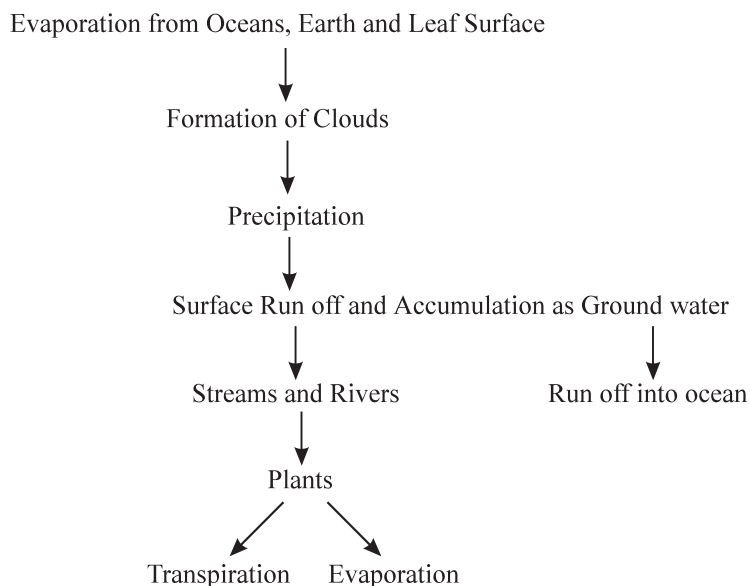 Evaporation from Oceans, Earth and Leaf Surface
Formation of Clouds
Precipitation
Surface Run off and Accumulation as Ground water
Streams and Rivers
Run off into ocean
Plants
Transpiration
Evaporation